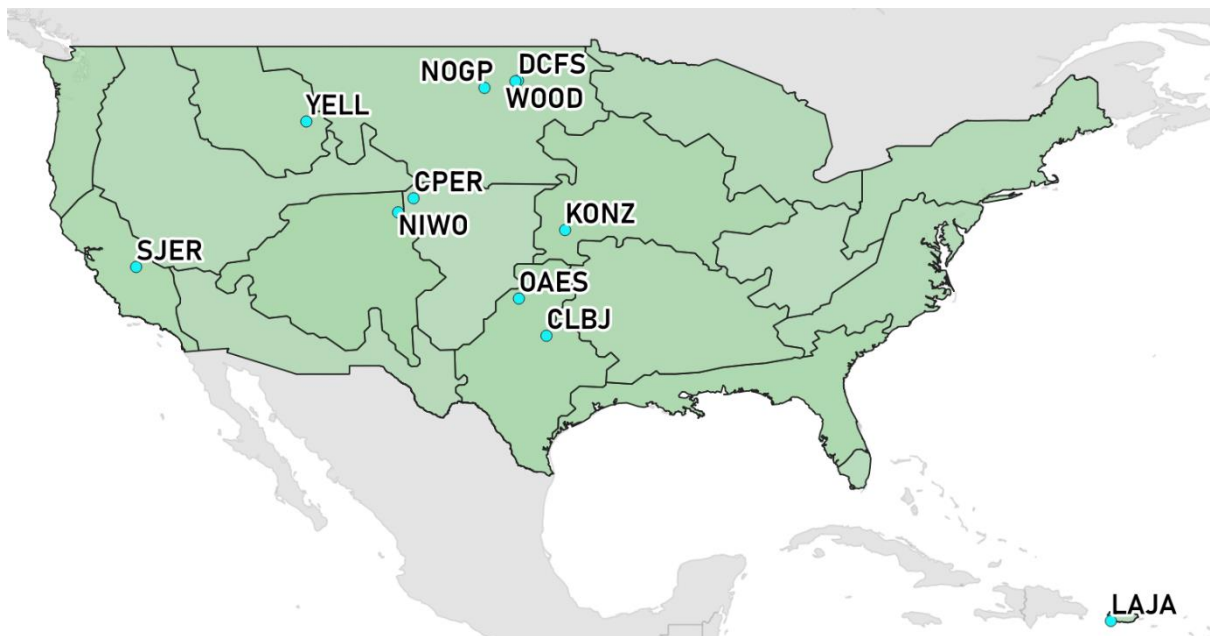 DCFS
NOGP
WOOD
YELL
CPER
NIWO
KONZ
SJER
OAES
CLBJ
LAJA